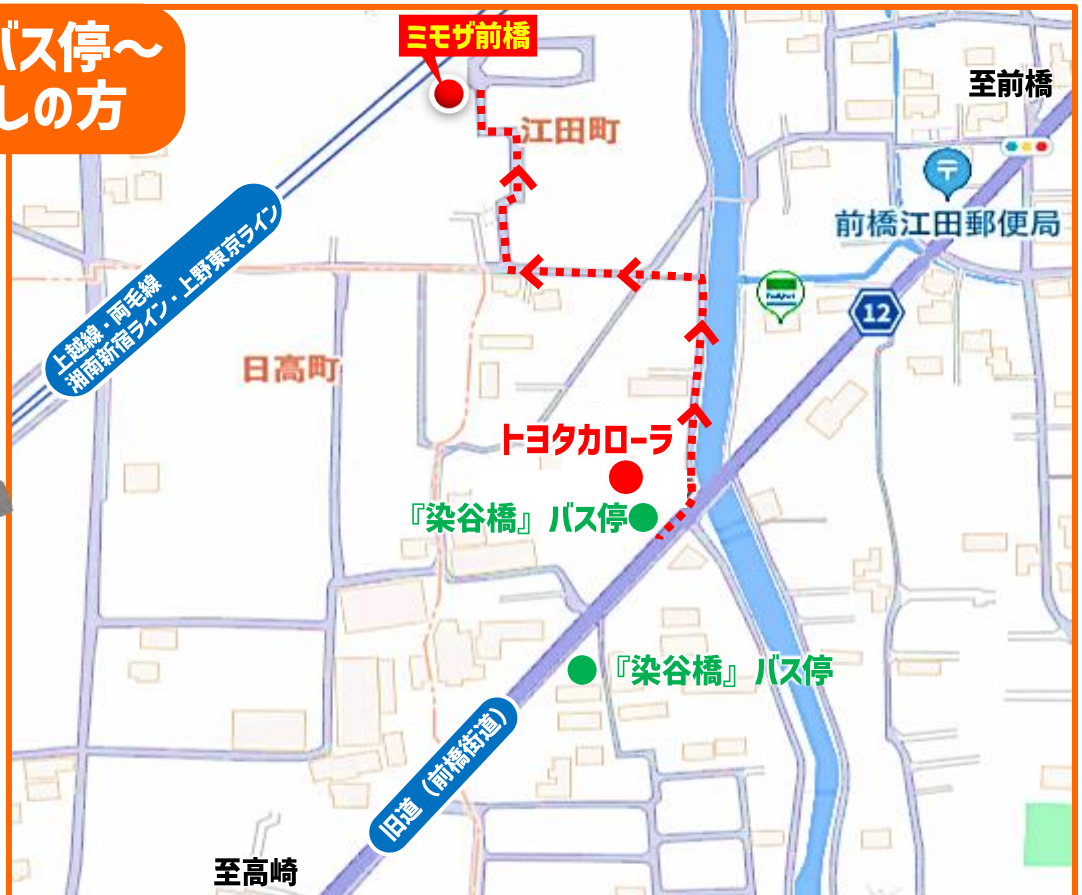 バス停～
しの方
ミモザ前橋
至前橋
江田町
〒
前橋江田郵便局
上越線・両毛線
湘南新宿ライン・上野東京ライン
FamilyMart
12
日高町
トヨタカローラ
『染谷橋』バス停
『染谷橋』バス停
旧道（前橋街道）
至高崎